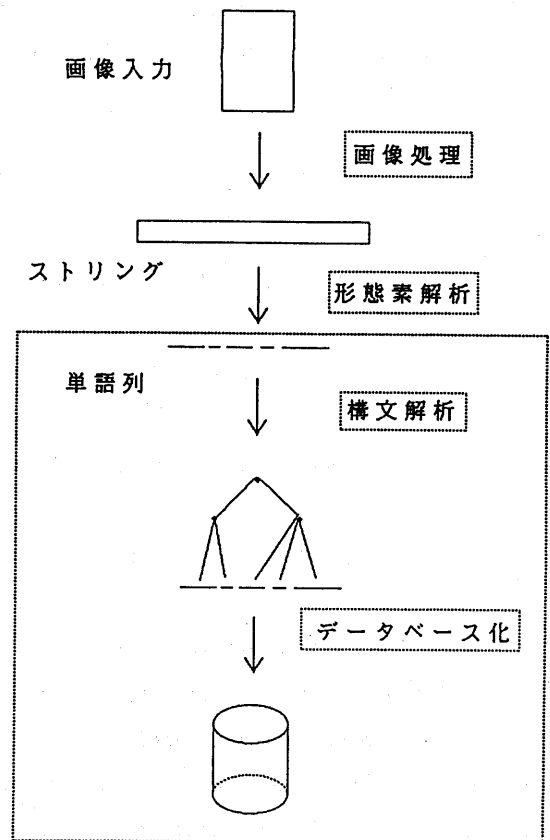 画像入力
画像処理
ストリング
形態素解析
単語列
構文解析
データベース化